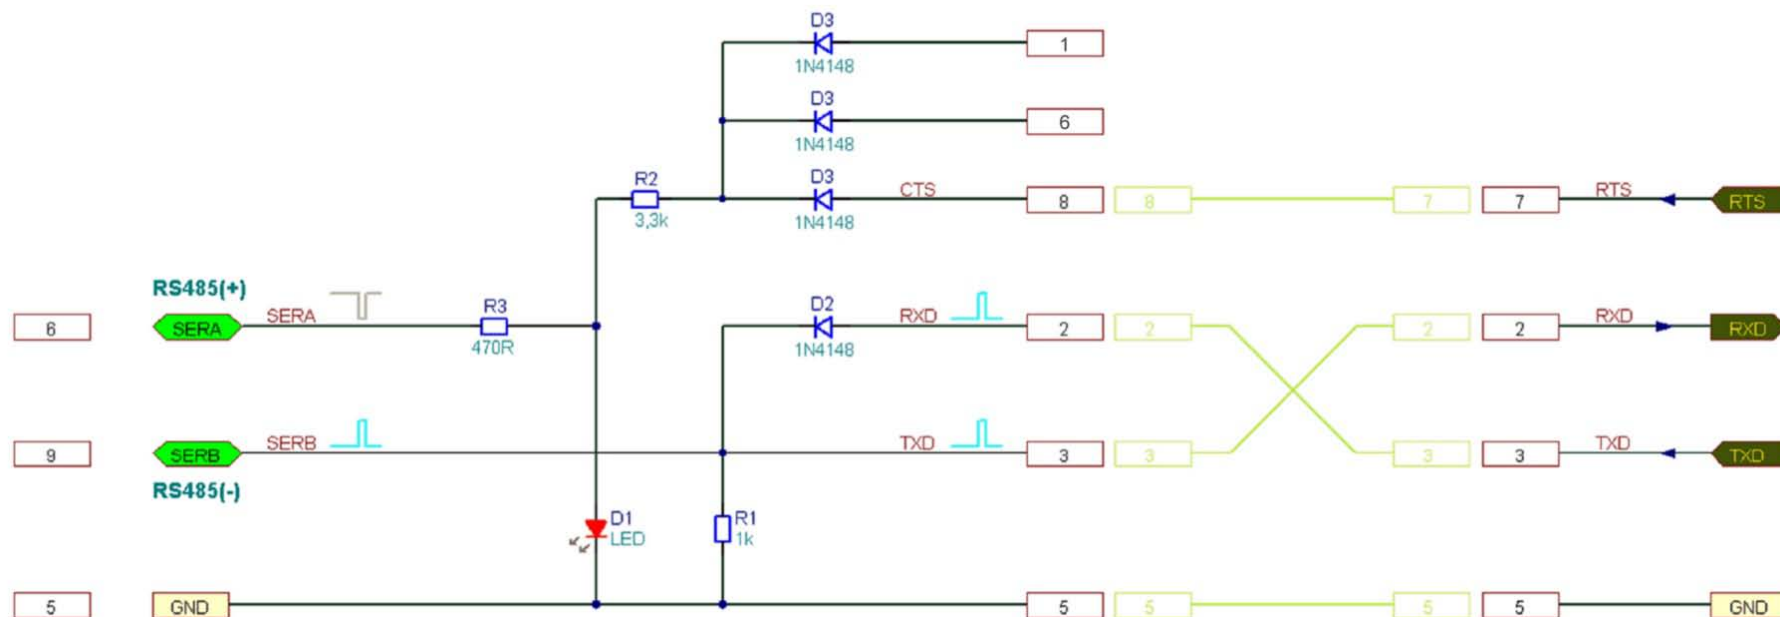 D3
1
1N4148
D3
6
1N4148
R2
D3
CTS
8
8
7
7
RTS
RTS
3,3k
1N4148
RS485(+)
6
SERA
SERA
R3
470R
D2
1N4148
RXD
2
2
2
2
RXD
RXD
9
SERB
SERB
TXD
3
3
3
3
TXD
TXD
RS485(-)
D1
LED
R1
1k
5
GND
5
5
5
5
GND